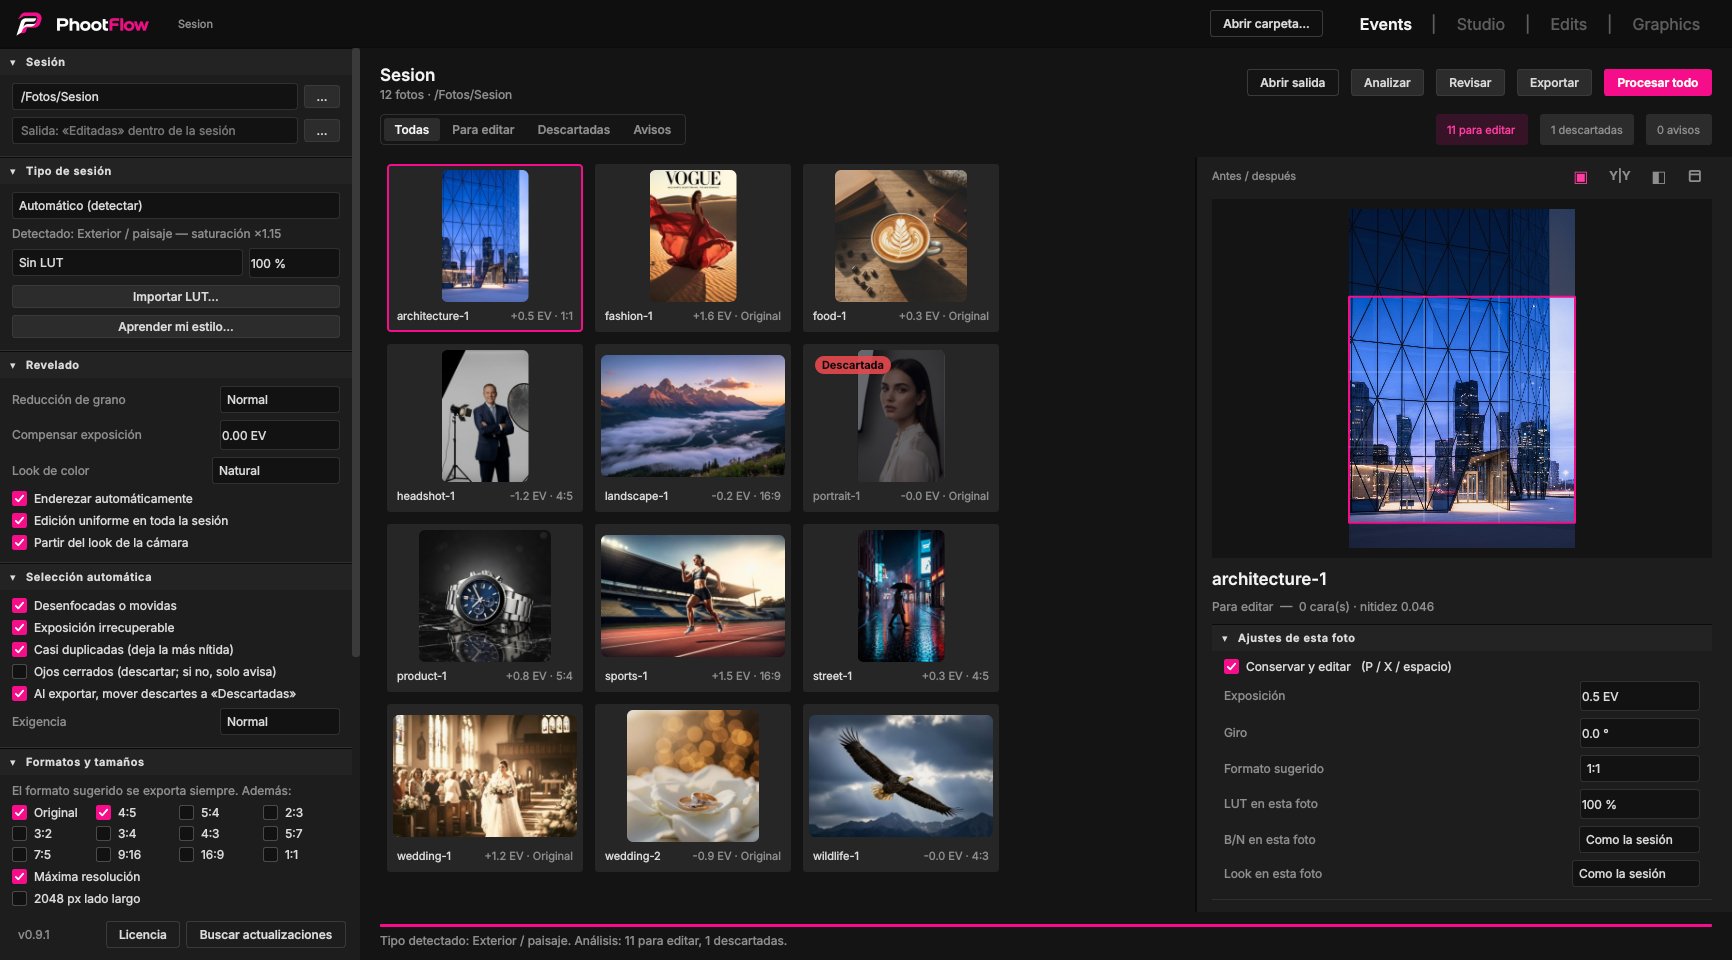 PhootFlow
Sesion
Abrir carpeta...
Events
Studio
Edits
Graphics
Sesión
/Fotos/Sesion
...
Salida: «Editadas» dentro de la sesión
...
Tipo de sesión
Automático (detectar)
Detectado: Exterior / paisaje — saturación ×1.15
Sin LUT
100 %
Importar LUT...
Aprender mi estilo...
Revelado
Reducción de grano
Normal
Compensar exposición
0.00 EV
Look de color
Natural
Enderezar automáticamente
Edición uniforme en toda la sesión
Partir del look de la cámara
Selección automática
Desenfocadas o movidas
Exposición irrecuperable
Casi duplicadas (deja la más nítida)
Ojos cerrados (descartar; si no, solo avisa)
Al exportar, mover descartes a «Descartadas»
Exigencia
Normal
Formatos y tamaños
El formato sugerido se exporta siempre. Además:
Original 4:5 5:4 2:3
3:2 3:4 4:3 5:7
7:5 9:16 16:9 1:1
Máxima resolución
2048 px lado largo
v0.9.1
Licencia
Buscar actualizaciones
Sesion
12 fotos · /Fotos/Sesion
Abrir salida
Analizar
Revisar
Exportar
Procesar todo
Todas
Para editar
Descartadas
Avisos
11 para editar
1 descartadas
0 avisos
architecture-1 +0.5 EV · 1:1
VOGUE
fashion-1 +1.6 EV · Original
food-1 +0.3 EV · Original
headshot-1 -1.2 EV · 4:5
landscape-1 -0.2 EV · 16:9
Descartada
portrait-1 -0.0 EV · Original
product-1 +0.8 EV · 5:4
sports-1 +1.5 EV · 16:9
street-1 +0.3 EV · 4:5
wedding-1 +1.2 EV · Original
wedding-2 -0.9 EV · Original
wildlife-1 -0.0 EV · 4:3
Antes / después
Y|Y
architecture-1
Para editar — 0 cara(s) · nitidez 0.046
Ajustes de esta foto
Conservar y editar (P / X / espacio)
Exposición
0.5 EV
Giro
0.0 °
Formato sugerido
1:1
LUT en esta foto
100 %
B/N en esta foto
Como la sesión
Look en esta foto
Como la sesión
Tipo detectado: Exterior / paisaje. Análisis: 11 para editar, 1 descartadas.